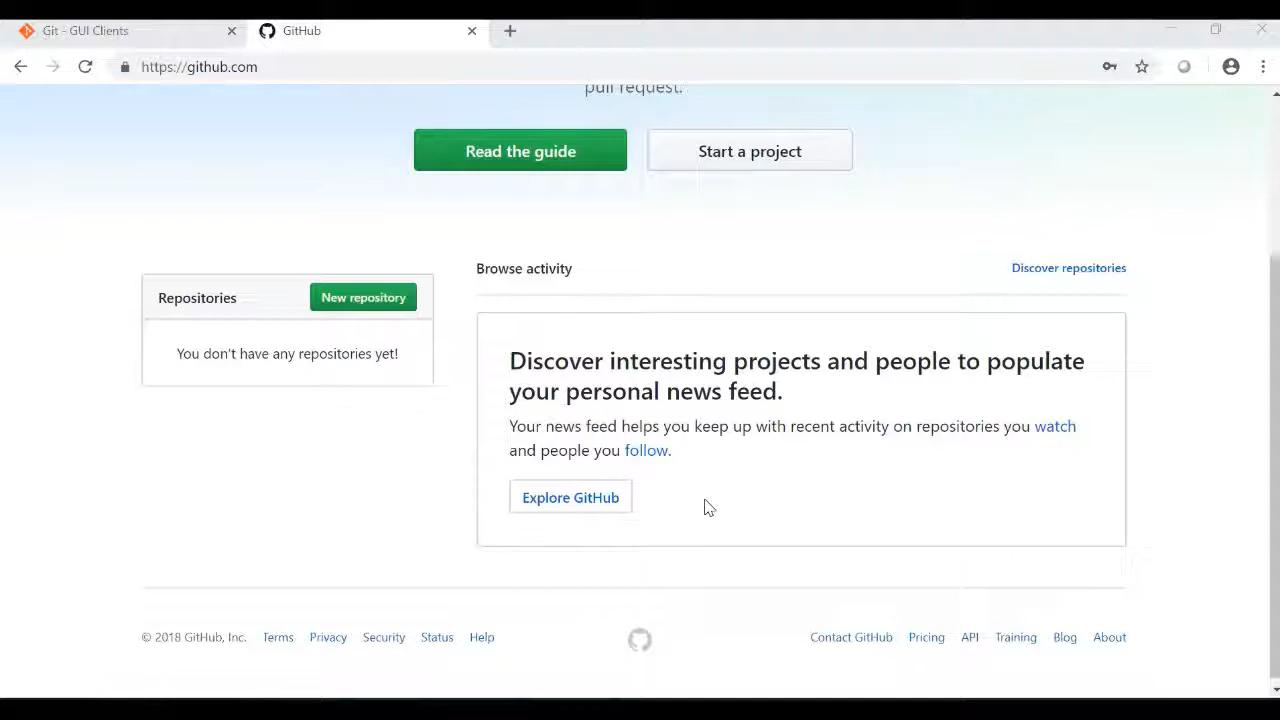 Git - GUI Clients
GitHub
https://github.com
pull request.
Read the guide
Start a project
Repositories
New repository
You don't have any repositories yet!
Browse activity
Discover repositories
Discover interesting projects and people to populate
your personal news feed.
Your news feed helps you keep up with recent activity on repositories you watch
and people you follow.
Explore GitHub
© 2018 GitHub, Inc. Terms Privacy Security Status Help
Contact GitHub Pricing API Training Blog About